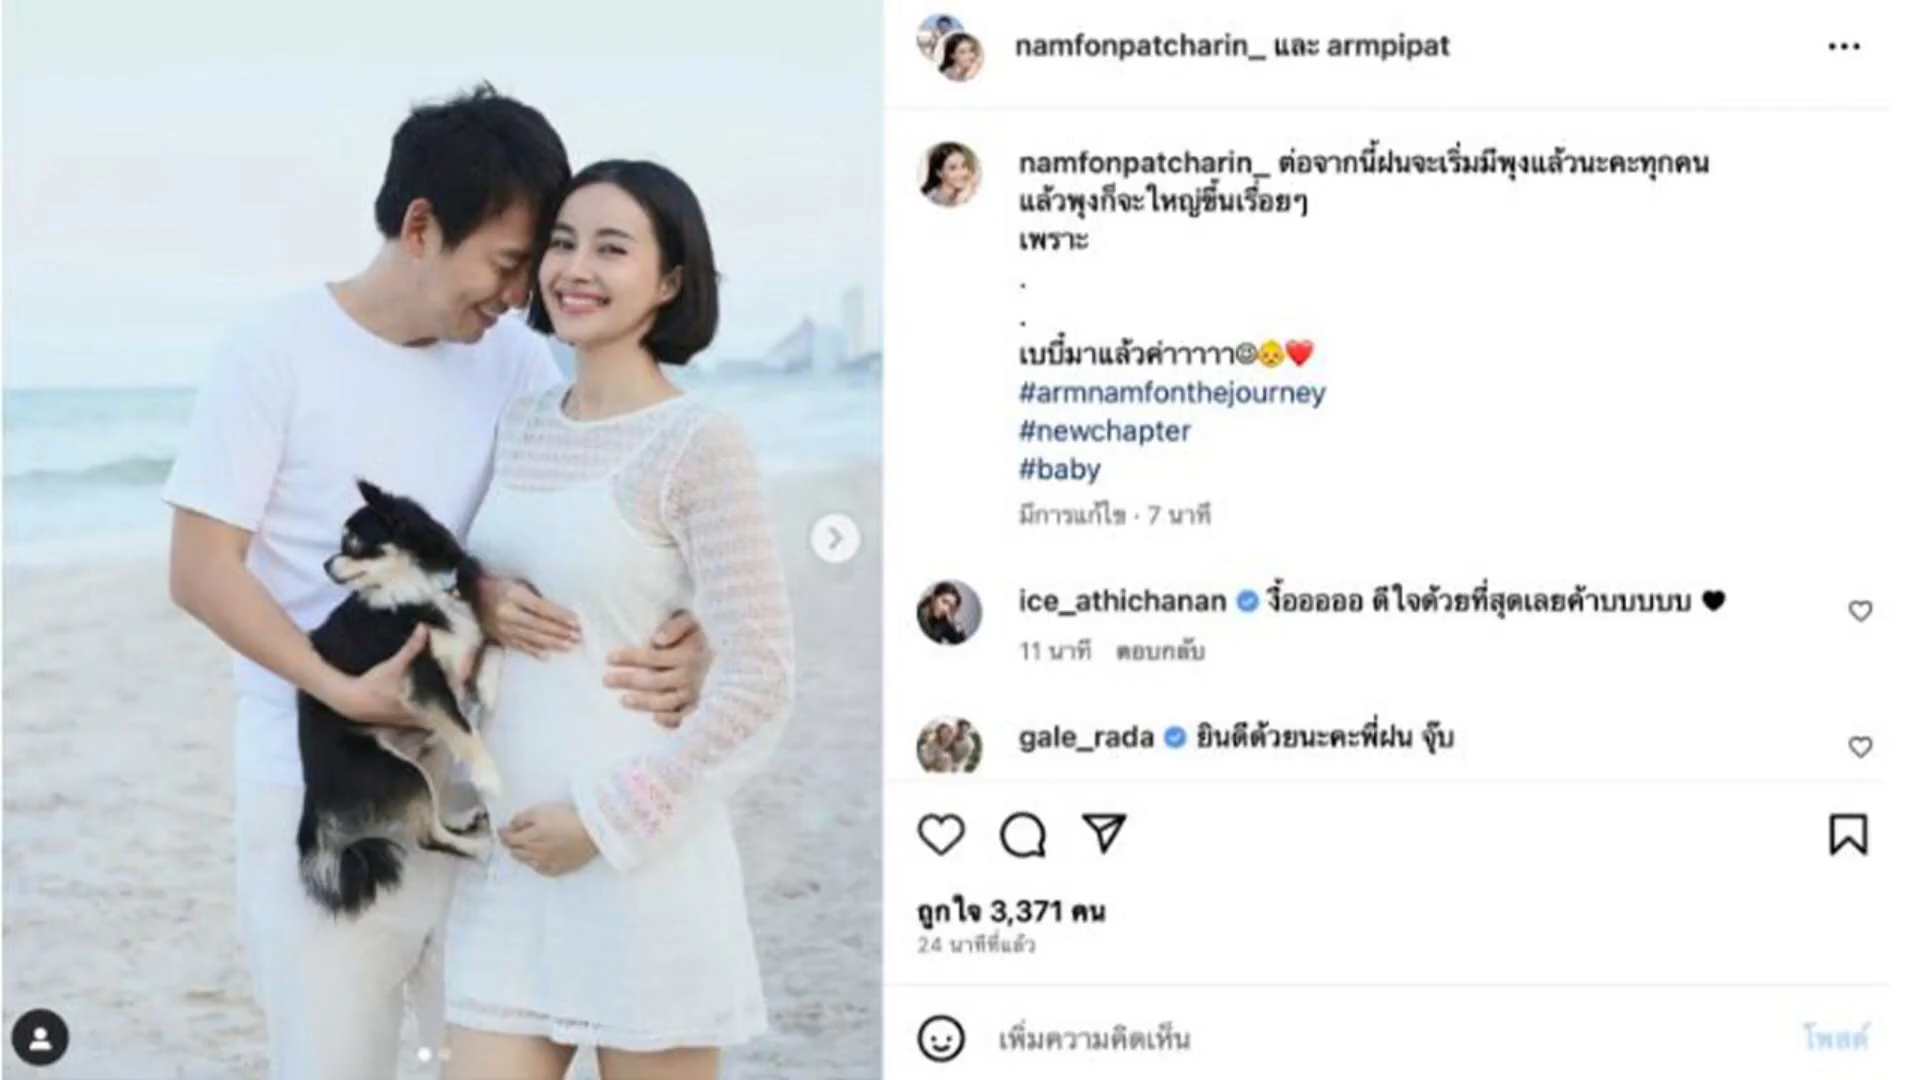 namfonpatcharin_ และ armpipat
namfonpatcharin_ ต่อจากนี้ฝนจะเริ่มมีพุงแล้วนะคะทุกคน
แล้วพุงก็จะใหญ่ขึ้นเรื่อยๆ
เพราะ
.
.
เบบี๋มาแล้วค่าาาาา☺👶❤️
#armnamfonthejourney
#newchapter
#baby
มีการแก้ไข · 7 นาที
ice_athichanan งื้อออออ ดีใจด้วยที่สุดเลยค้าบบบบบ 🖤
11 นาที ตอบกลับ
gale_rada ยินดีด้วยนะคะพี่ฝน จุ๊บ
ถูกใจ 3,371 คน
24 นาทีที่แล้ว
เพิ่มความคิดเห็น โพสต์